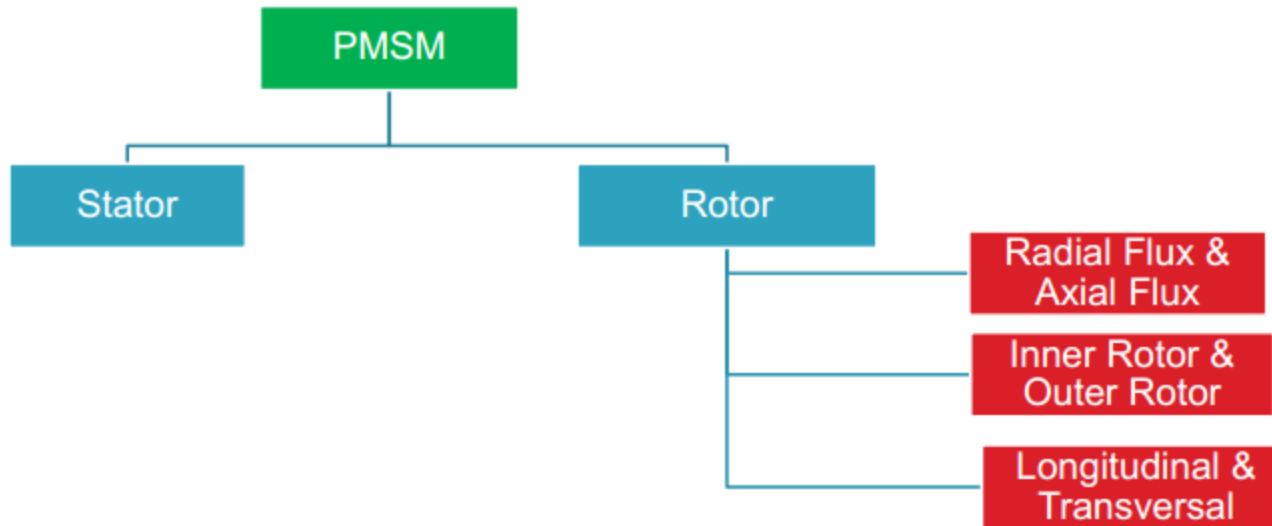 PMSM
Stator
Rotor
Radial Flux &
Axial Flux
Inner Rotor &
Outer Rotor
Longitudinal &
Transversal